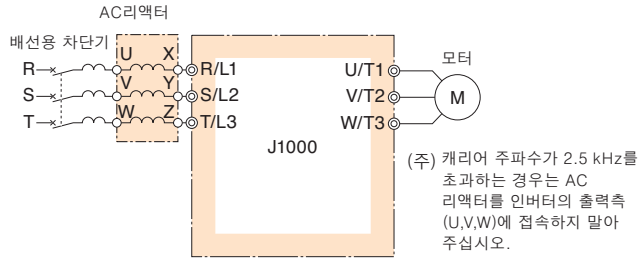 AC리액터
배선용 차단기
U X
R R/L1 U/T1 모터
V Y
S S/L2 V/T2 M
W Z
T T/L3 W/T3
J1000
(주) 캐리어 주파수가 2.5 kHz를
초과하는 경우는 AC
리액터를 인버터의 출력측
(U,V,W)에 접속하지 말아
주십시오.